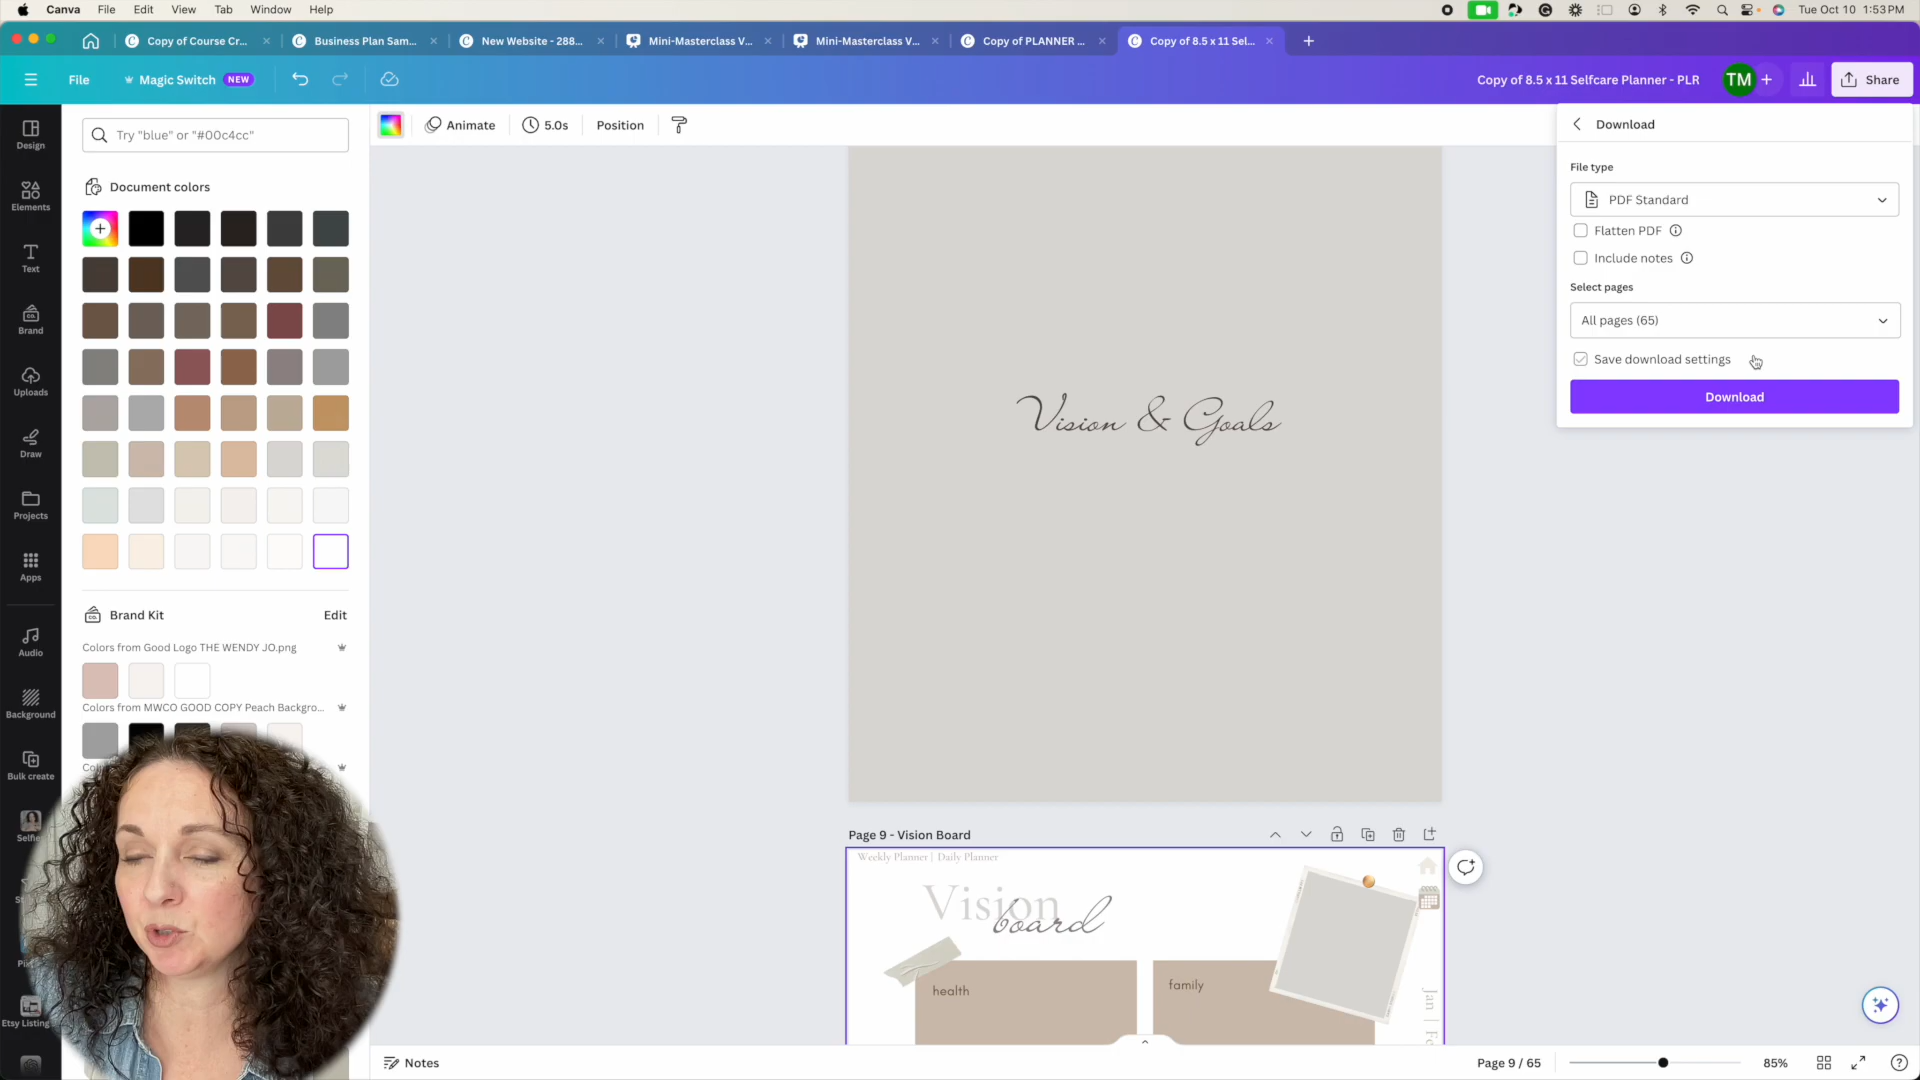 Canva File Edit View Tab Window Help Tue Oct 10 1:53 PM
Copy of Course Cr... Business Plan Sam... New Website - 288... Mini-Masterclass V... Mini-Masterclass V... Copy of PLANNER ... Copy of 8.5 x 11 Sel...
File Magic Switch NEW Copy of 8.5 x 11 Selfcare Planner - PLR TM Share
Design
Elements
Text
Brand
Uploads
Draw
Projects
Apps
Audio
Background
Bulk create
Etsy Listing
Try "blue" or "#00c4cc"
Document colors
Brand Kit Edit
Colors from Good Logo THE WENDY JO.png
Colors from MWCO GOOD COPY Peach Backgro...
Animate 5.0s Position
Vision & Goals
Page 9 - Vision Board
Weekly Planner | Daily Planner
Vision
board
health
family
Jan
Download
File type
PDF Standard
Flatten PDF
Include notes
Select pages
All pages (65)
Save download settings
Download
Notes Page 9 / 65 85%